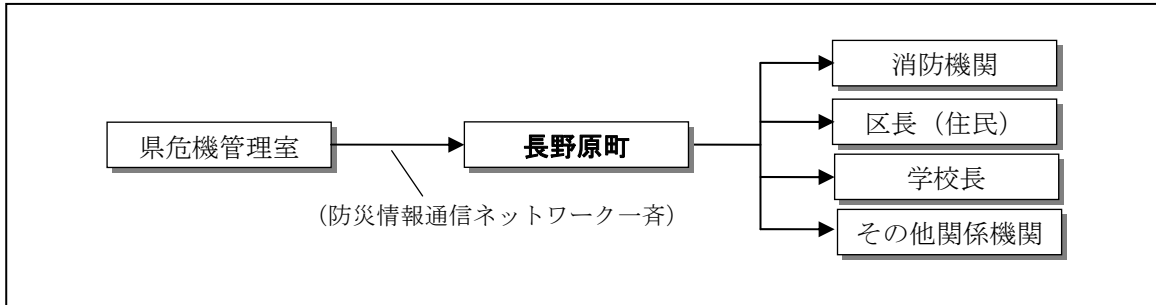 県危機管理室
（防災情報通信ネットワーク一斉）
長野原町
消防機関
区長（住民）
学校長
その他関係機関